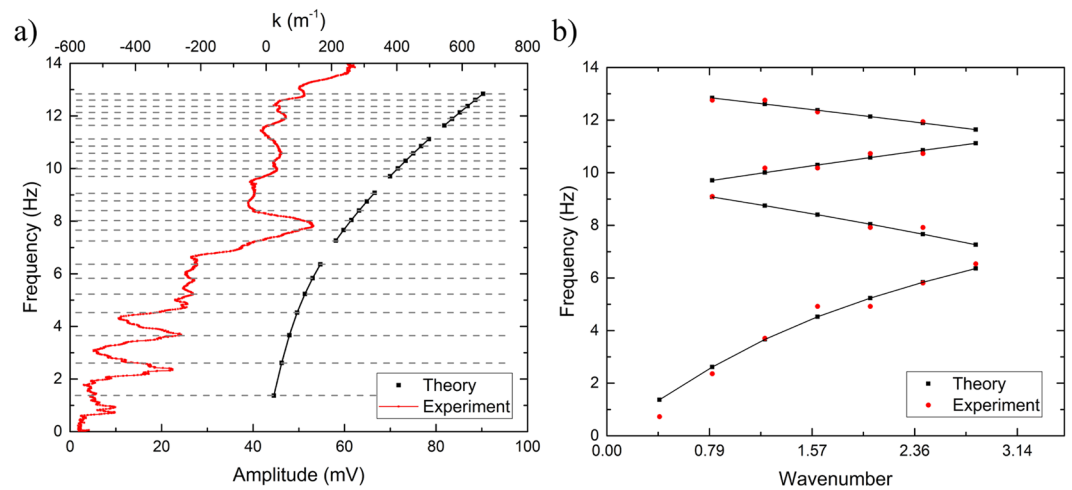 a)
k (m⁻¹)
-600 -400 -200 0 200 400 600 800
14
12
10
8
6
4
2
0
Frequency (Hz)
Theory
Experiment
0 20 40 60 80 100
Amplitude (mV)
b)
14
12
10
8
6
4
2
0
Frequency (Hz)
Theory
Experiment
0.00 0.79 1.57 2.36 3.14
Wavenumber